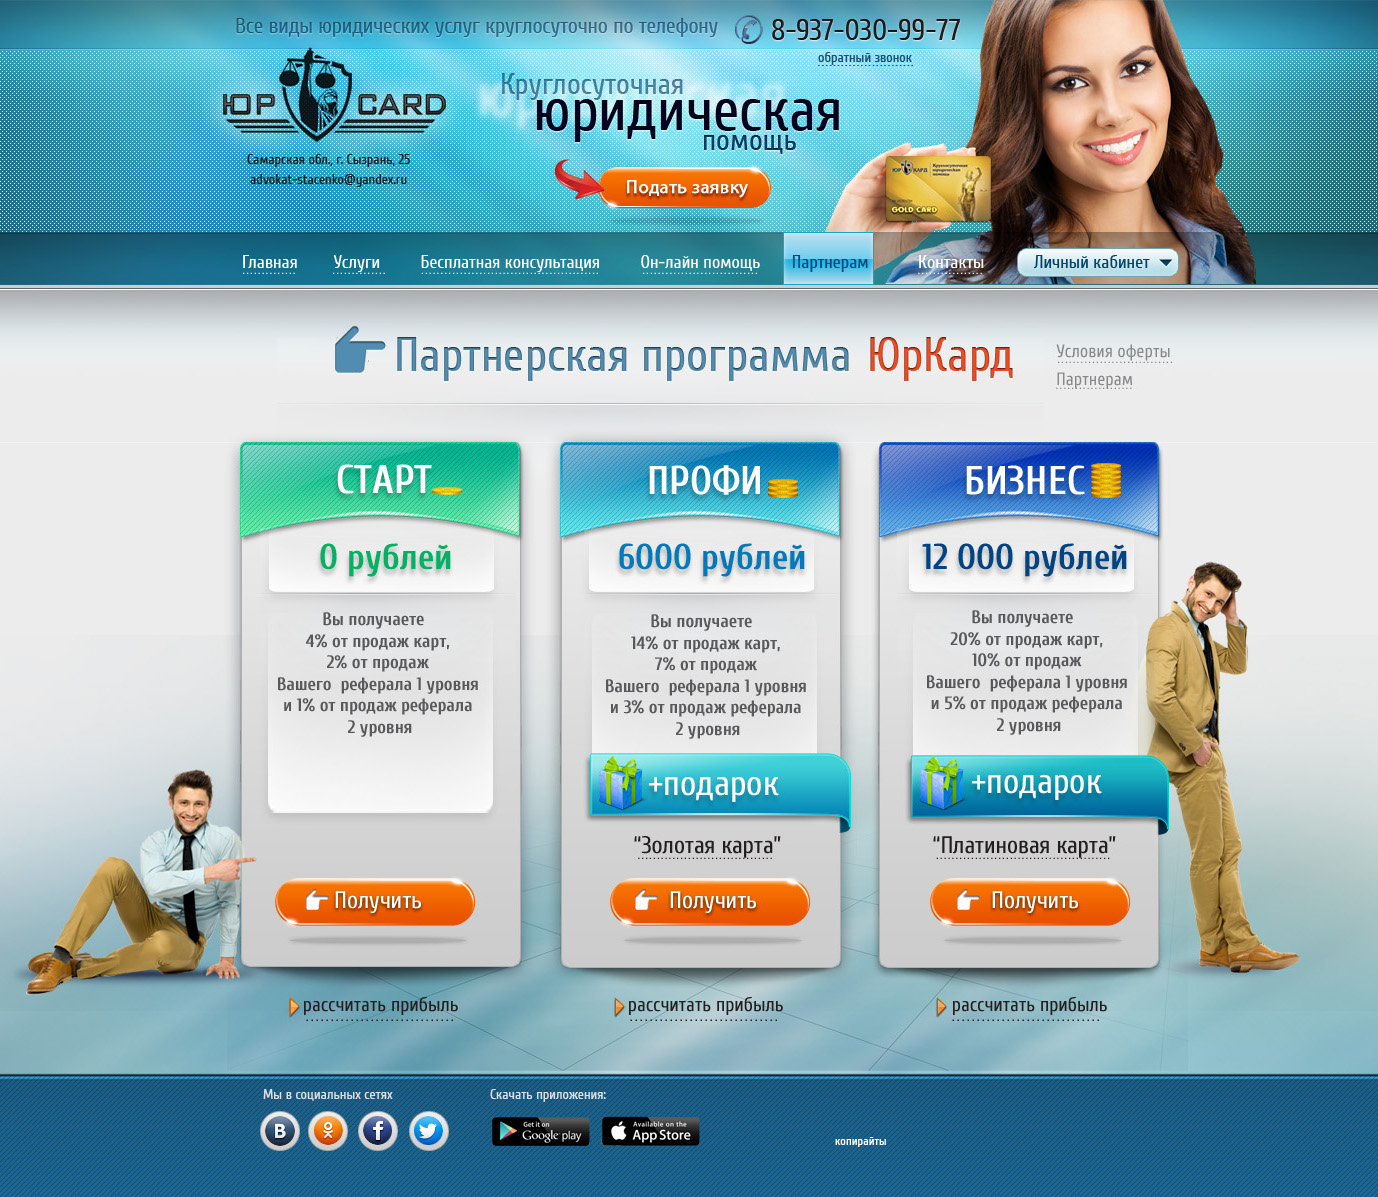 Все виды юридических услуг круглосуточно по телефону
8-937-030-99-77
обратный звонок
ЮР CARD
Самарская обл., г. Сызрань, 25
advokat-stacenko@yandex.ru
Круглосуточная
юридическая
помощь
Подать заявку
ЮР КАРД
Круглосуточная
юридическая
помощь
GOLD CARD
Главная
Услуги
Бесплатная консультация
Он-лайн помощь
Партнерам
Контакты
Личный кабинет
Партнерская программа ЮрКард
Условия оферты
Партнерам
СТАРТ
0 рублей
Вы получаете
4% от продаж карт,
2% от продаж
Вашего реферала 1 уровня
и 1% от продаж реферала
2 уровня
Получить
рассчитать прибыль
ПРОФИ
6000 рублей
Вы получаете
14% от продаж карт,
7% от продаж
Вашего реферала 1 уровня
и 3% от продаж реферала
2 уровня
+подарок
“Золотая карта”
Получить
рассчитать прибыль
БИЗНЕС
12 000 рублей
Вы получаете
20% от продаж карт,
10% от продаж
Вашего реферала 1 уровня
и 5% от продаж реферала
2 уровня
+подарок
“Платиновая карта”
Получить
рассчитать прибыль
Мы в социальных сетях
Скачать приложения:
Get it on
Google play
Available on the
App Store
копирайты